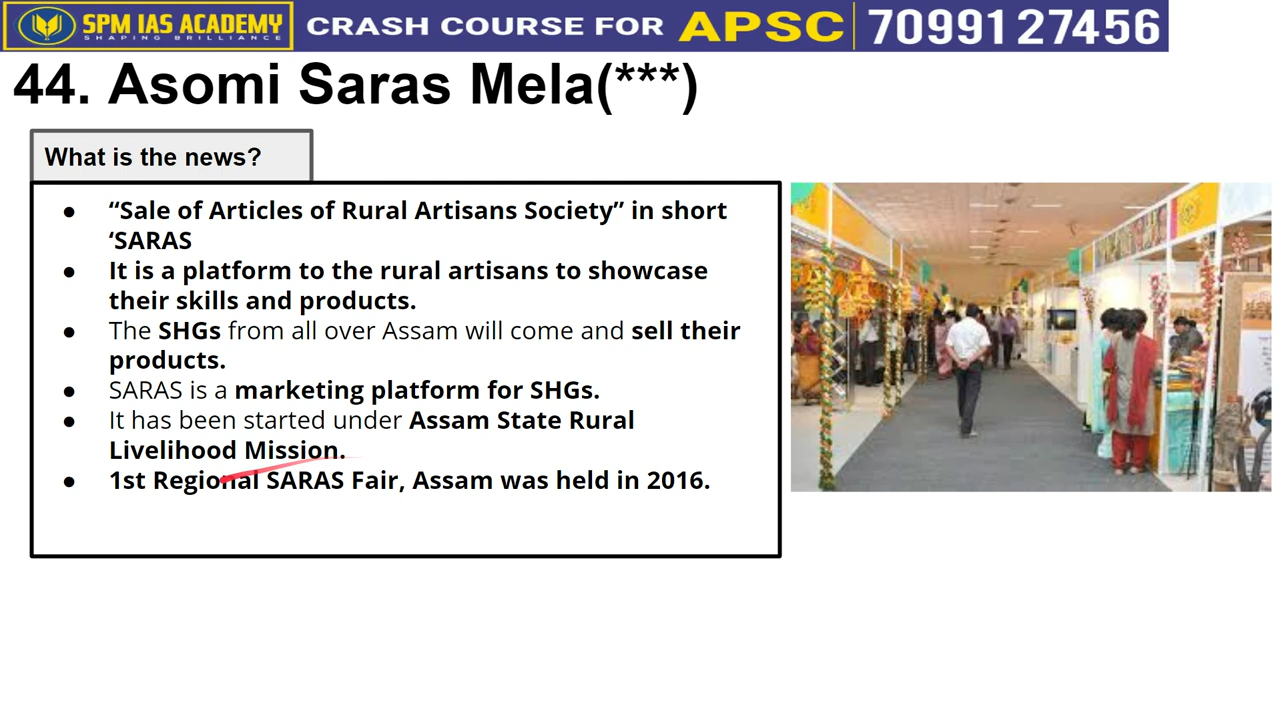 SPM IAS ACADEMY
SHAPING BRILLIANCE
CRASH COURSE FOR APSC 70991 27456
44. Asomi Saras Mela(***)
What is the news?
● “Sale of Articles of Rural Artisans Society” in short
‘SARAS
● It is a platform to the rural artisans to showcase
their skills and products.
● The SHGs from all over Assam will come and sell their
products.
● SARAS is a marketing platform for SHGs.
● It has been started under Assam State Rural
Livelihood Mission.
● 1st Regional SARAS Fair, Assam was held in 2016.